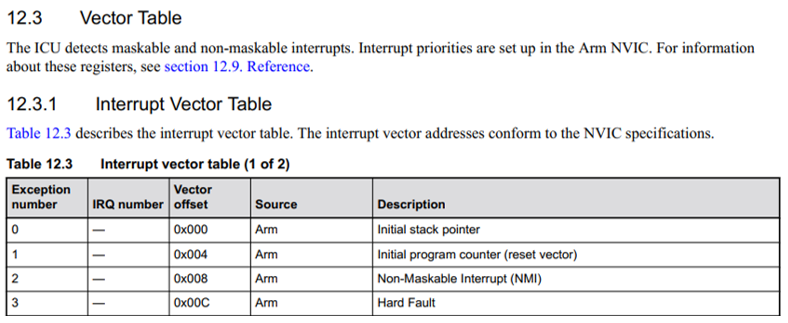 12.3 Vector Table
The ICU detects maskable and non-maskable interrupts. Interrupt priorities are set up in the Arm NVIC. For information
about these registers, see section 12.9. Reference.
12.3.1 Interrupt Vector Table
Table 12.3 describes the interrupt vector table. The interrupt vector addresses conform to the NVIC specifications.
Table 12.3 Interrupt vector table (1 of 2)
Exception number IRQ number Vector offset Source Description
0 — 0x000 Arm Initial stack pointer
1 — 0x004 Arm Initial program counter (reset vector)
2 — 0x008 Arm Non-Maskable Interrupt (NMI)
3 — 0x00C Arm Hard Fault